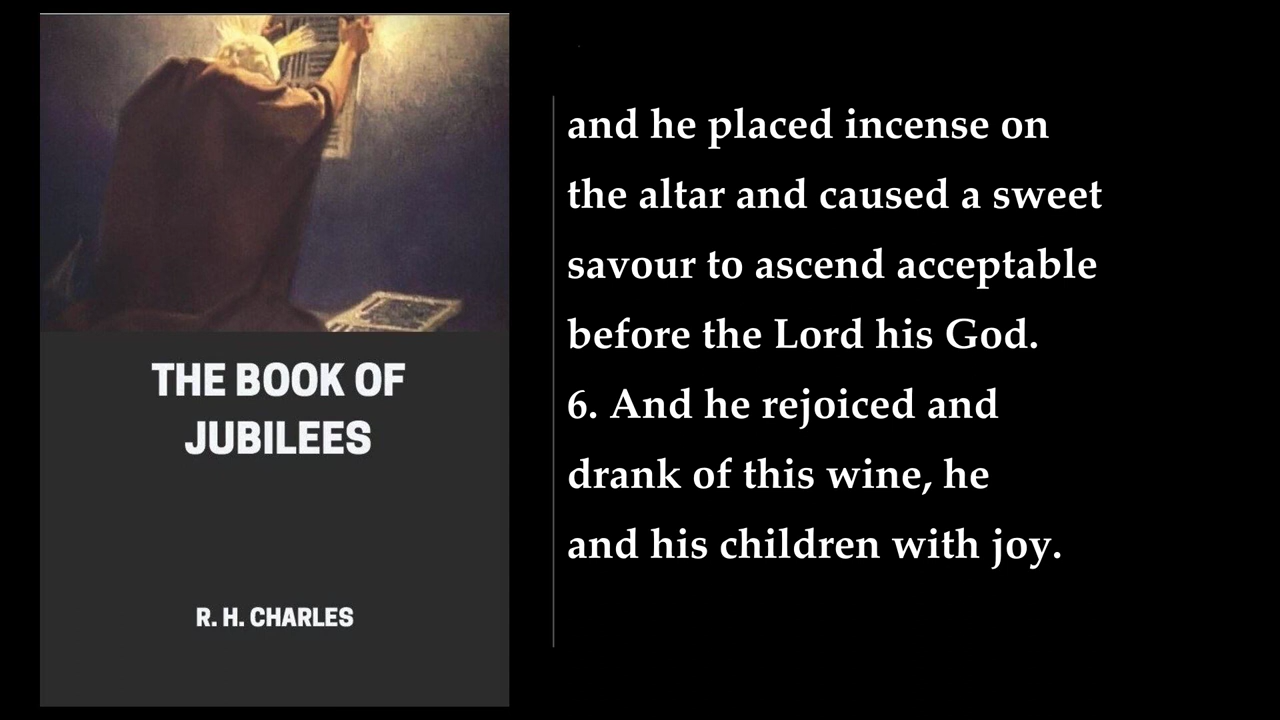 THE BOOK OF
JUBILEES
R. H. CHARLES
and he placed incense on
the altar and caused a sweet
savour to ascend acceptable
before the Lord his God.
6. And he rejoiced and
drank of this wine, he
and his children with joy.